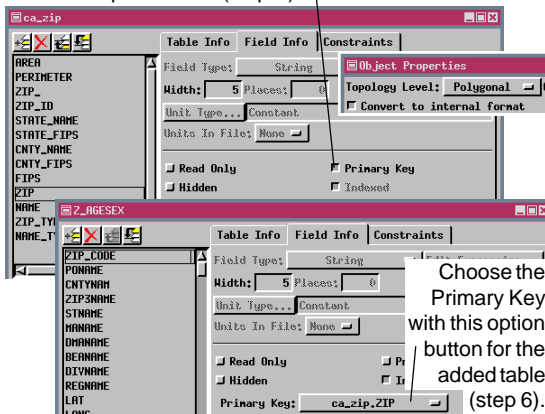 ca_zip
Table Info Field Info Constraints
AREA
PERIMETER
ZIP_
ZIP_ID
STATE_NAME
STATE_FIPS
CNTY_NAME
CNTY_FIPS
FIPS
ZIP
NAME
Field Type: String
Width: 5 Places: 0
Unit Type... Constant
Units In File: None
Read Only
Primary Key
Hidden
Indexed
Object Properties
Topology Level: Polygonal
Convert to internal format
Z_AGESEX
Table Info Field Info Constraints
ZIP_CODE
PONAME
CNTYNAM
ZIP3NAME
STNAME
MANAME
DMANAME
BEANAME
DIVNAME
REGNAME
LAT
Field Type: String
Width: 5 Places: 0
Unit Type... Constant
Units In File: None
Read Only
Hidden
Primary Key: ca_zip.ZIP
Choose the
Primary Key
with this option
button for the
added table
(step 6).